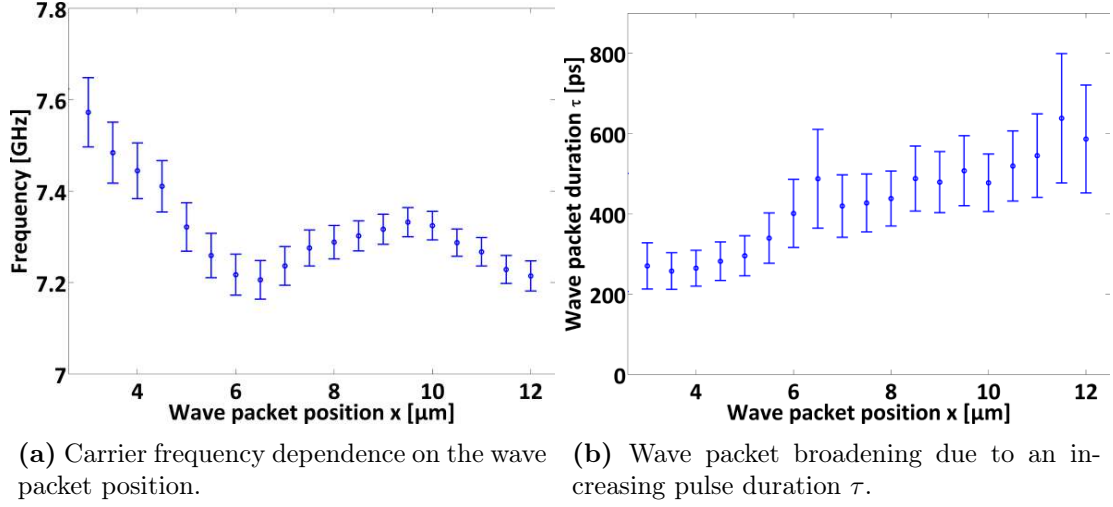 7.8
7.6
7.4
7.2
7
Frequency [GHz]
4
6
8
10
12
Wave packet position x [µm]
800
600
400
200
0
Wave packet duration τ [ps]
4
6
8
10
12
Wave packet position x [µm]
(a) Carrier frequency dependence on the wave
packet position.
(b) Wave packet broadening due to an in-
creasing pulse duration τ.